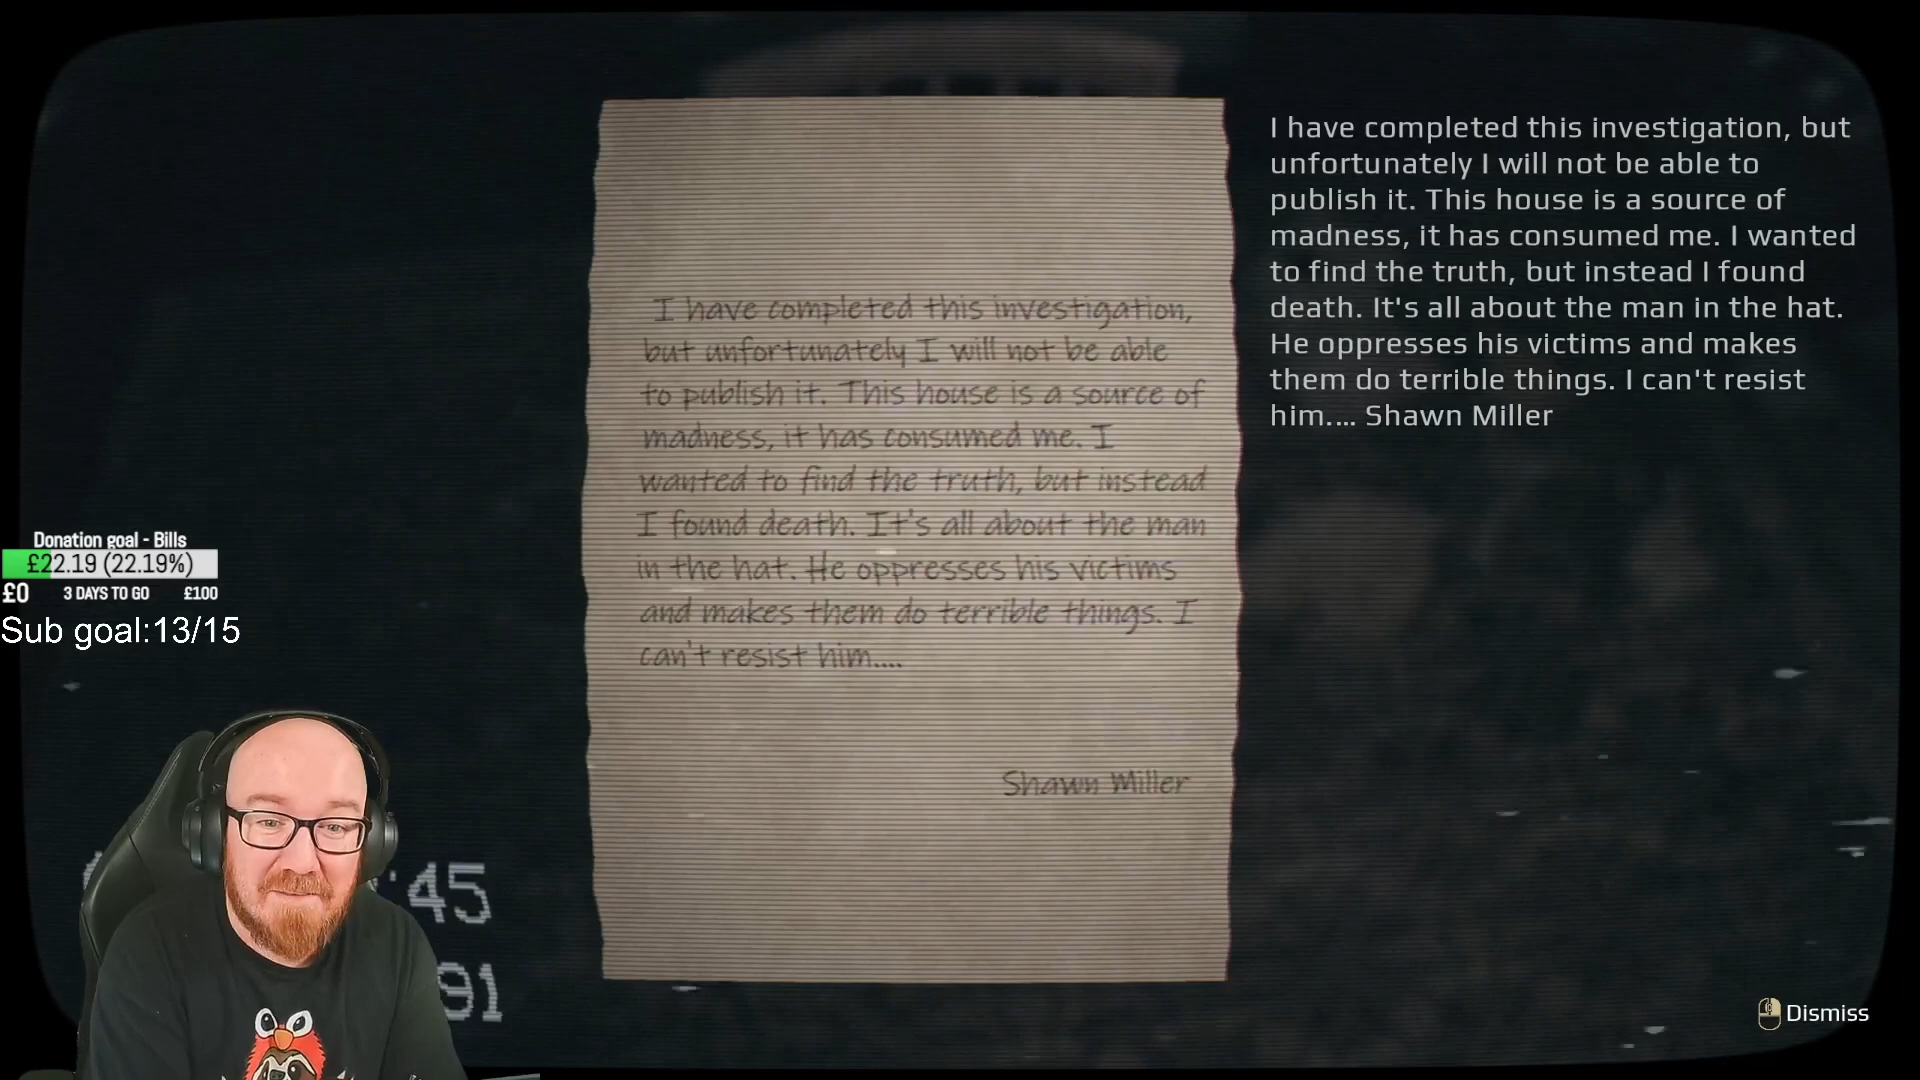 I have completed this investigation,
but unfortunately I will not be able
to publish it. This house is a source of
madness, it has consumed me. I
wanted to find the truth, but instead
I found death. It's all about the man
in the hat. He oppresses his victims
and makes them do terrible things. I
can't resist him....
Shawn Miller
I have completed this investigation, but
unfortunately I will not be able to
publish it. This house is a source of
madness, it has consumed me. I wanted
to find the truth, but instead I found
death. It's all about the man in the hat.
He oppresses his victims and makes
them do terrible things. I can't resist
him.... Shawn Miller
Donation goal - Bills
£22.19 (22.19%)
£0 3 DAYS TO GO £100
Sub goal:13/15
:45
91
Dismiss